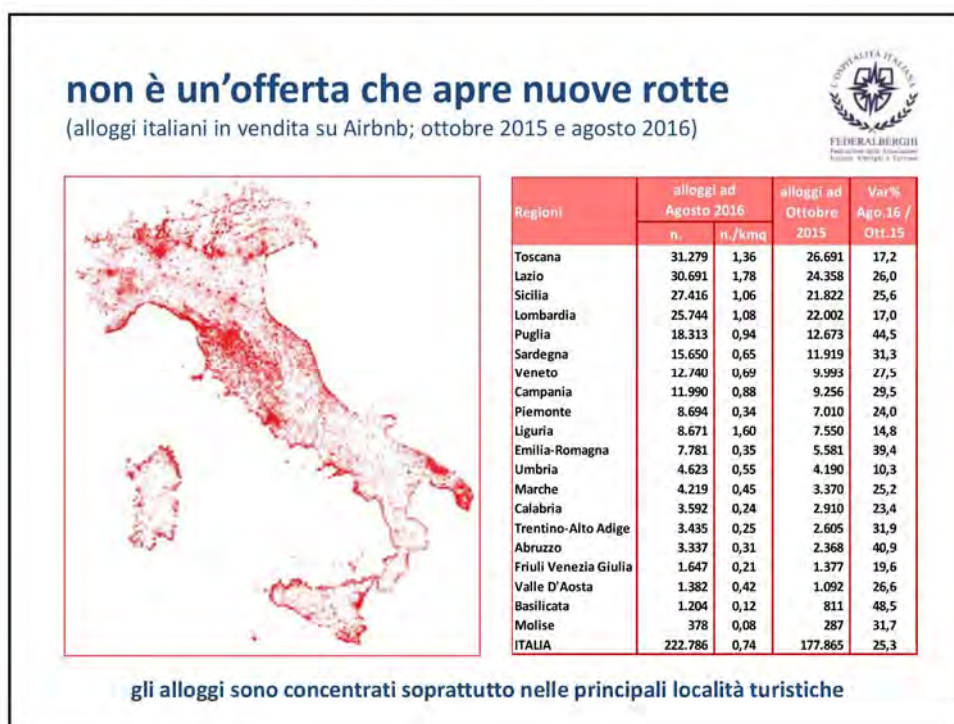 non è un'offerta che apre nuove rotte
(alloggi italiani in vendita su Airbnb; ottobre 2015 e agosto 2016)
L'OSPITALITÀ ITALIANA
FEDERALBERGHI
Regioni alloggi ad Agosto 2016 alloggi ad Ottobre 2015 Var% Ago.16 / Ott.15
n. n./kmq
Toscana 31.279 1,36 26.691 17,2
Lazio 30.691 1,78 24.358 26,0
Sicilia 27.416 1,06 21.822 25,6
Lombardia 25.744 1,08 22.002 17,0
Puglia 18.313 0,94 12.673 44,5
Sardegna 15.650 0,65 11.919 31,3
Veneto 12.740 0,69 9.993 27,5
Campania 11.990 0,88 9.256 29,5
Piemonte 8.694 0,34 7.010 24,0
Liguria 8.671 1,60 7.550 14,8
Emilia-Romagna 7.781 0,35 5.581 39,4
Umbria 4.623 0,55 4.190 10,3
Marche 4.219 0,45 3.370 25,2
Calabria 3.592 0,24 2.910 23,4
Trentino-Alto Adige 3.435 0,25 2.605 31,9
Abruzzo 3.337 0,31 2.368 40,9
Friuli Venezia Giulia 1.647 0,21 1.377 19,6
Valle D'Aosta 1.382 0,42 1.092 26,6
Basilicata 1.204 0,12 811 48,5
Molise 378 0,08 287 31,7
ITALIA 222.786 0,74 177.865 25,3
gli alloggi sono concentrati soprattutto nelle principali località turistiche